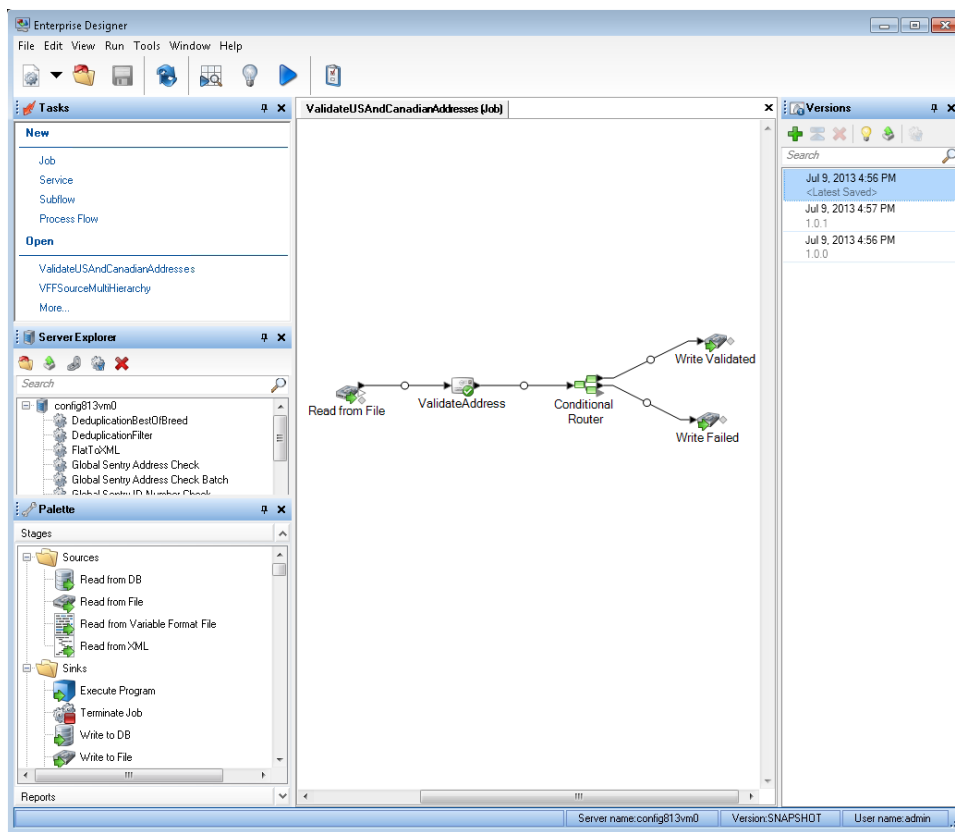 Enterprise Designer
File Edit View Run Tools Window Help
Tasks
New
Job
Service
Subflow
Process Flow
Open
ValidateUSAndCanadianAddresses
VFFSourceMultiHierarchy
More...
Server Explorer
Search
config813vm0
DeduplicationBestOfBreed
DeduplicationFilter
FlatToXML
Global Sentry Address Check
Global Sentry Address Check Batch
Global Sentry ID Number Check
Palette
Stages
Sources
Read from DB
Read from File
Read from Variable Format File
Read from XML
Sinks
Execute Program
Terminate Job
Write to DB
Write to File
Reports
ValidateUSAndCanadianAddresses (Job)
Read from File
ValidateAddress
Conditional
Router
Write Validated
Write Failed
Versions
Search
Jul 9, 2013 4:56 PM
<Latest Saved>
Jul 9, 2013 4:57 PM
1.0.1
Jul 9, 2013 4:56 PM
1.0.0
Server name:config813vm0
Version:SNAPSHOT
User name:admin